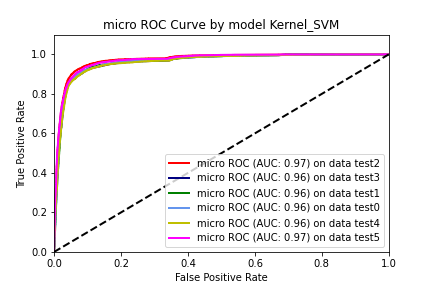 micro ROC Curve by model Kernel_SVM
True Positive Rate
1.0
0.8
0.6
0.4
0.2
0.0
micro ROC (AUC: 0.97) on data test2
micro ROC (AUC: 0.96) on data test3
micro ROC (AUC: 0.96) on data test1
micro ROC (AUC: 0.96) on data test0
micro ROC (AUC: 0.96) on data test4
micro ROC (AUC: 0.97) on data test5
0.0 0.2 0.4 0.6 0.8 1.0
False Positive Rate